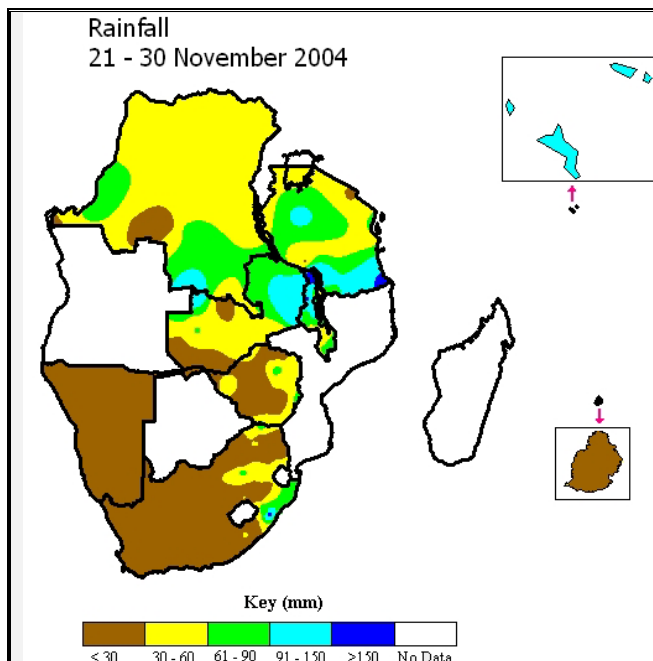 Rainfall
21 - 30 November 2004
Key (mm)
< 30 30 - 60 61 - 90 91 - 150 >150 No Data